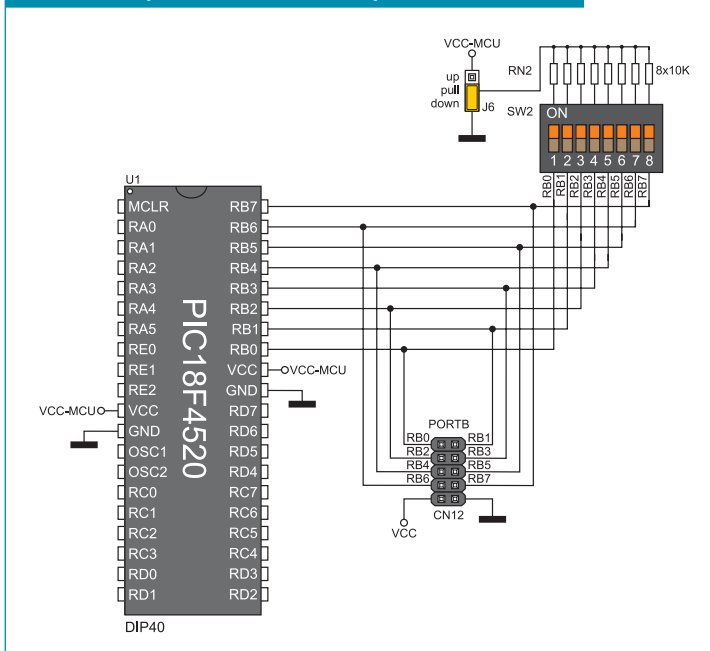 VCC-MCU
up
pull
down
J6
RN2
8x10K
SW2
ON
1 2 3 4 5 6 7 8
RB0
RB1
RB2
RB3
RB4
RB5
RB6
RB7
U1
MCLR RB7
RA0 RB6
RA1 RB5
RA2 RB4
RA3 RB3
RA4 RB2
RA5 RB1
RE0 RB0
RE1 VCC
VCC-MCU
RE2 GND
VCC-MCU
VCC RD7
GND RD6
OSC1 RD5
OSC2 RD4
RC0 RC7
RC1 RC6
RC2 RC5
RC3 RC4
RD0 RD3
RD1 RD2
PIC18F4520
DIP40
PORTB
RB0 RB1
RB2 RB3
RB4 RB5
RB6 RB7
CN12
VCC